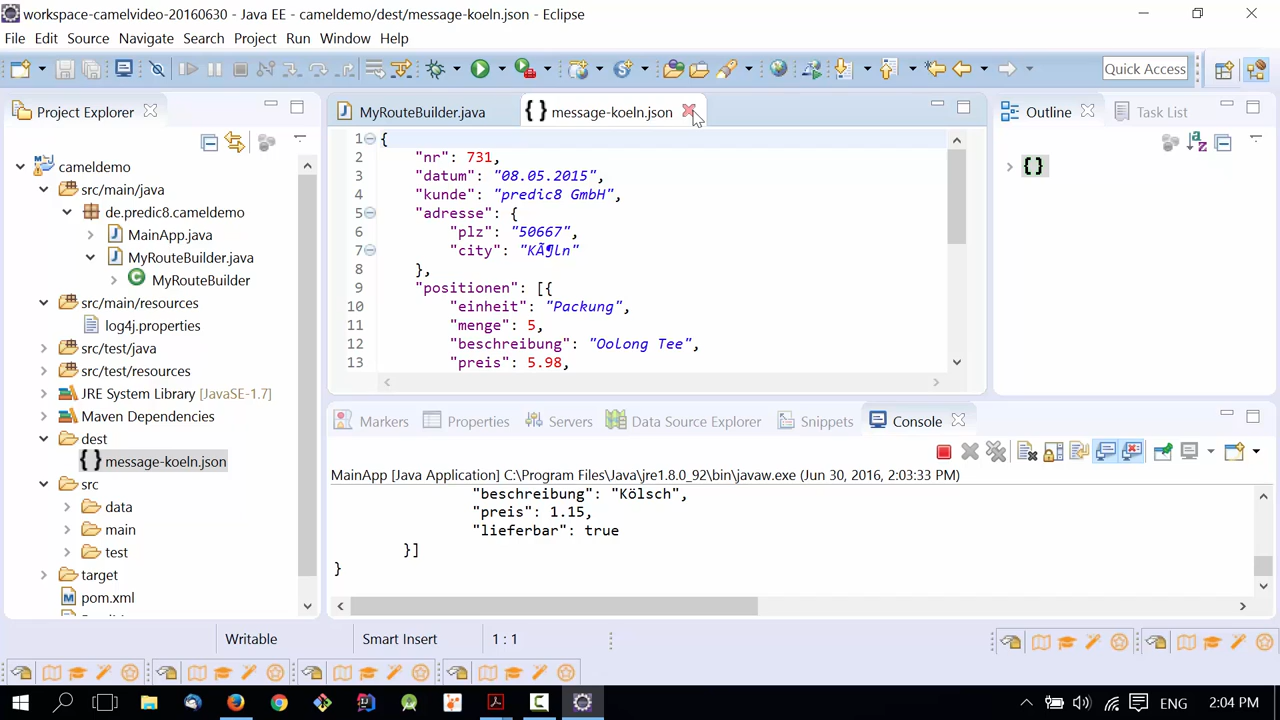 workspace-camelvideo-20160630 - Java EE - cameldemo/dest/message-koeln.json - Eclipse
File Edit Source Navigate Search Project Run Window Help
Quick Access
Project Explorer
cameldemo
src/main/java
de.predic8.cameldemo
MainApp.java
MyRouteBuilder.java
MyRouteBuilder
src/main/resources
log4j.properties
src/test/java
src/test/resources
JRE System Library [JavaSE-1.7]
Maven Dependencies
dest
message-koeln.json
src
data
main
test
target
pom.xml
MyRouteBuilder.java message-koeln.json
1 {
2 "nr": 731,
3 "datum": "08.05.2015",
4 "kunde": "predic8 GmbH",
5 "adresse": {
6 "plz": "50667",
7 "city": "KÃ¶ln"
8 },
9 "positionen": [{
10 "einheit": "Packung",
11 "menge": 5,
12 "beschreibung": "Oolong Tee",
13 "preis": 5.98,
Outline Task List
{}
Markers Properties Servers Data Source Explorer Snippets Console
MainApp [Java Application] C:\Program Files\Java\jre1.8.0_92\bin\javaw.exe (Jun 30, 2016, 2:03:33 PM)
"beschreibung": "Kölsch",
"preis": 1.15,
"lieferbar": true
}]
}
Writable Smart Insert 1 : 1
ENG 2:04 PM